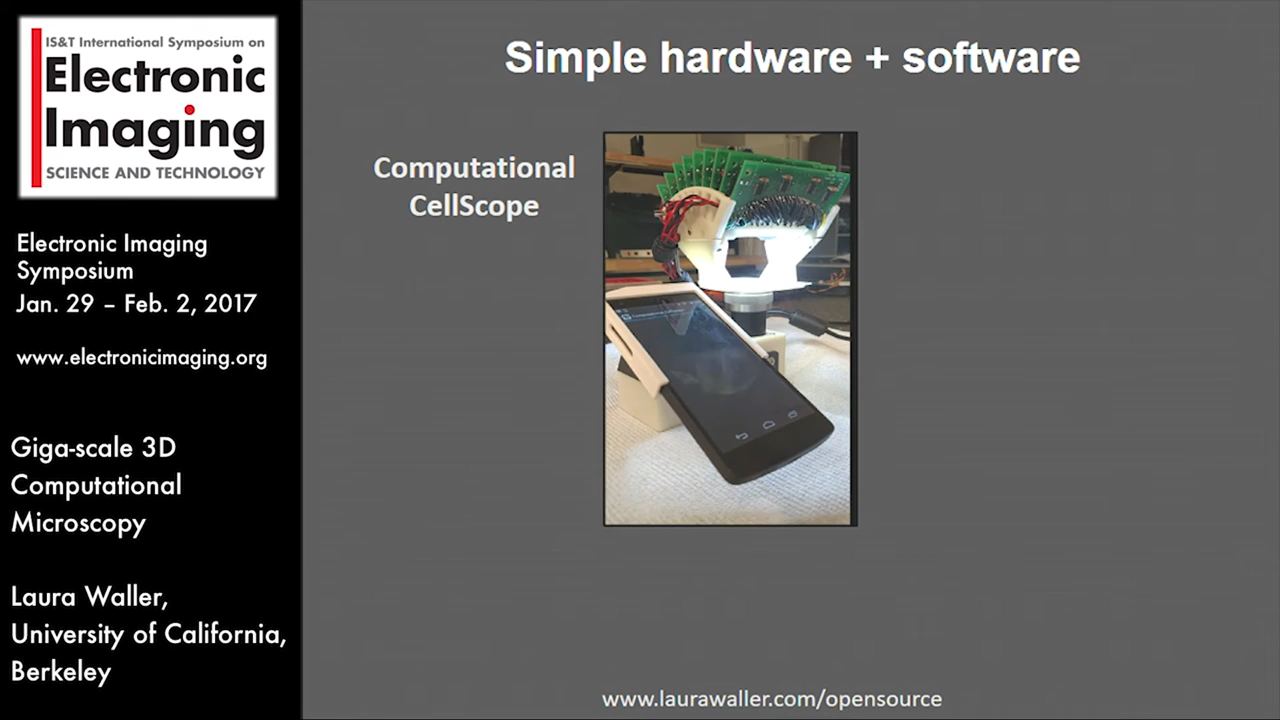 IS&T International Symposium on
Electronic
Imaging
SCIENCE AND TECHNOLOGY
Electronic Imaging
Symposium
Jan. 29 – Feb. 2, 2017
www.electronicimaging.org
Giga-scale 3D
Computational
Microscopy
Laura Waller,
University of California,
Berkeley
Simple hardware + software
Computational
CellScope
www.laurawaller.com/opensource